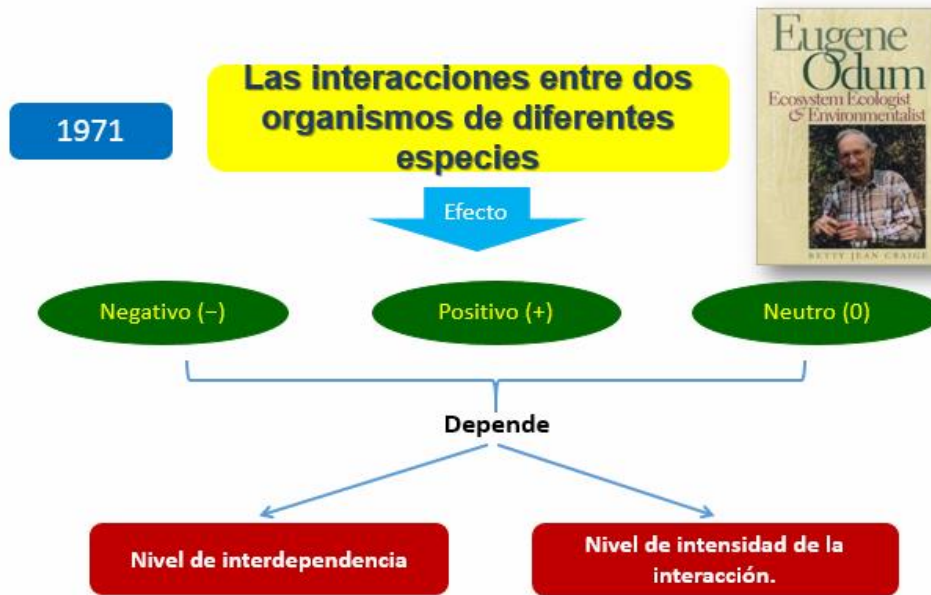 Eugene
Odum
Ecosystem Ecologist
& Environmentalist
BETTY JEAN CRAIGE
1971
Las interacciones entre dos
organismos de diferentes
especies
Efecto
Negativo (−)
Positivo (+)
Neutro (0)
Depende
Nivel de interdependencia
Nivel de intensidad de la
interacción.